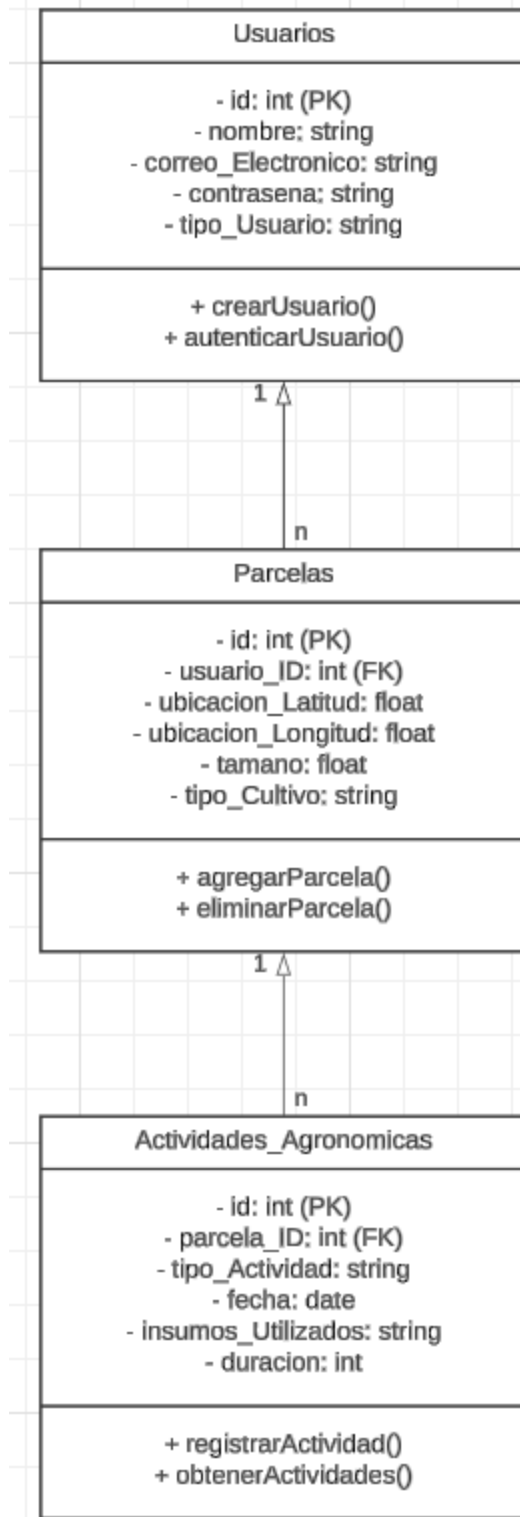 Usuarios
- id: int (PK)
- nombre: string
- correo_Electronico: string
- contrasena: string
- tipo_Usuario: string
+ crearUsuario()
+ autenticarUsuario()
1
n
Parcelas
- id: int (PK)
- usuario_ID: int (FK)
- ubicacion_Latitud: float
- ubicacion_Longitud: float
- tamano: float
- tipo_Cultivo: string
+ agregarParcela()
+ eliminarParcela()
1
n
Actividades_Agronomicas
- id: int (PK)
- parcela_ID: int (FK)
- tipo_Actividad: string
- fecha: date
- insumos_Utilizados: string
- duracion: int
+ registrarActividad()
+ obtenerActividades()